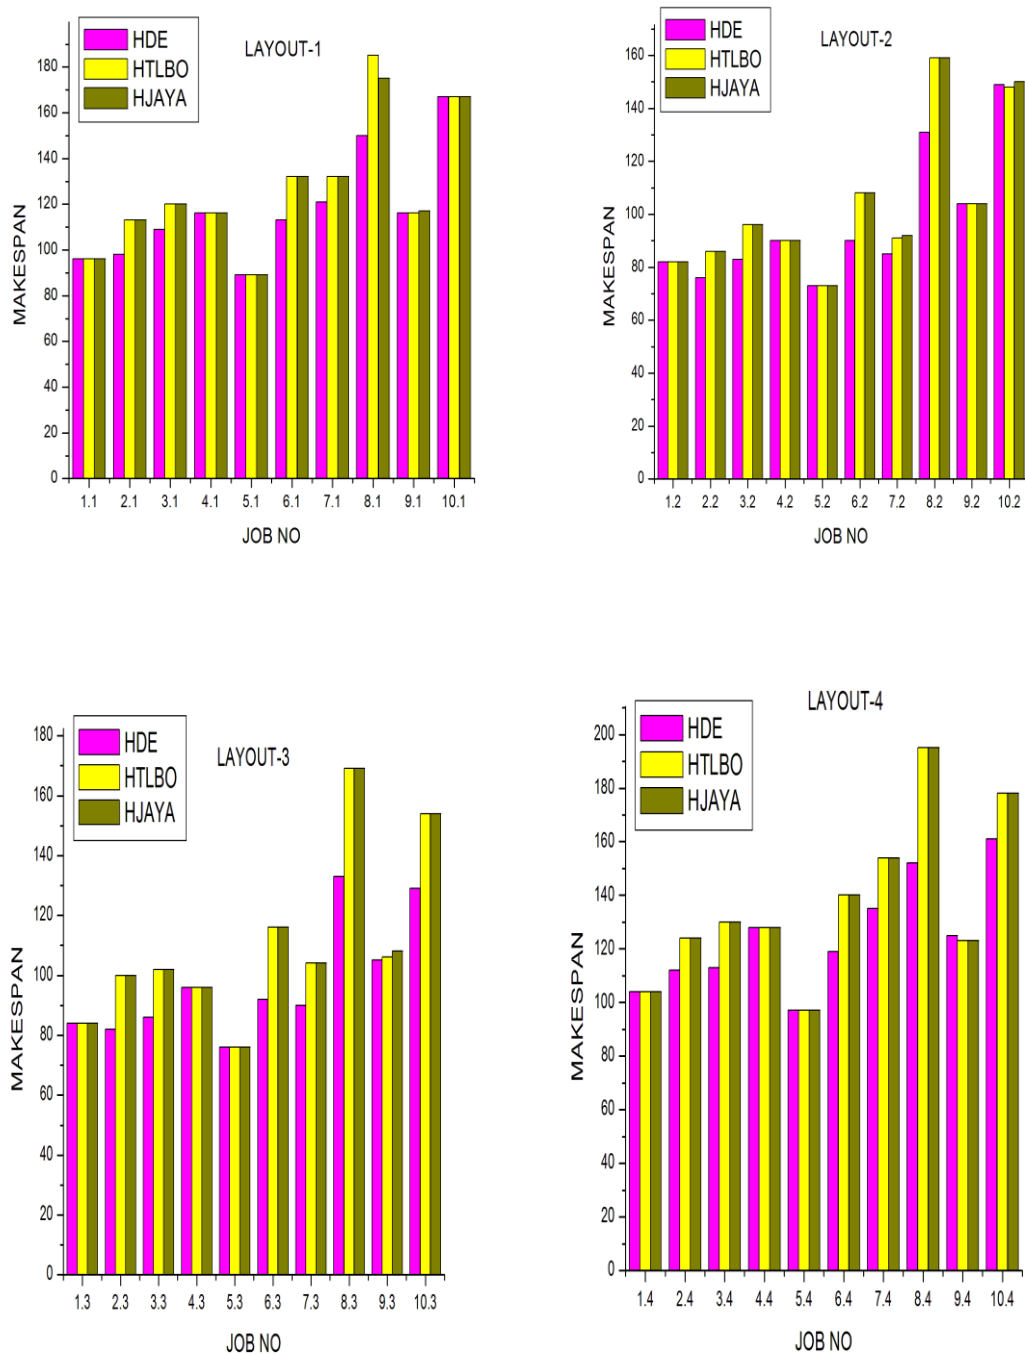 HDE
HTLBO
HJAYA
LAYOUT-1
MAKESPAN
180
160
140
120
100
80
60
40
20
0
1.1 2.1 3.1 4.1 5.1 6.1 7.1 8.1 9.1 10.1
JOB NO
HDE
HTLBO
HJAYA
LAYOUT-2
MAKESPAN
160
140
120
100
80
60
40
20
0
1.2 2.2 3.2 4.2 5.2 6.2 7.2 8.2 9.2 10.2
JOB NO
HDE
HTLBO
HJAYA
LAYOUT-3
MAKESPAN
180
160
140
120
100
80
60
40
20
0
1.3 2.3 3.3 4.3 5.3 6.3 7.3 8.3 9.3 10.3
JOB NO
LAYOUT-4
HDE
HTLBO
HJAYA
MAKESPAN
200
180
160
140
120
100
80
60
40
20
0
1.4 2.4 3.4 4.4 5.4 6.4 7.4 8.4 9.4 10.4
JOB NO